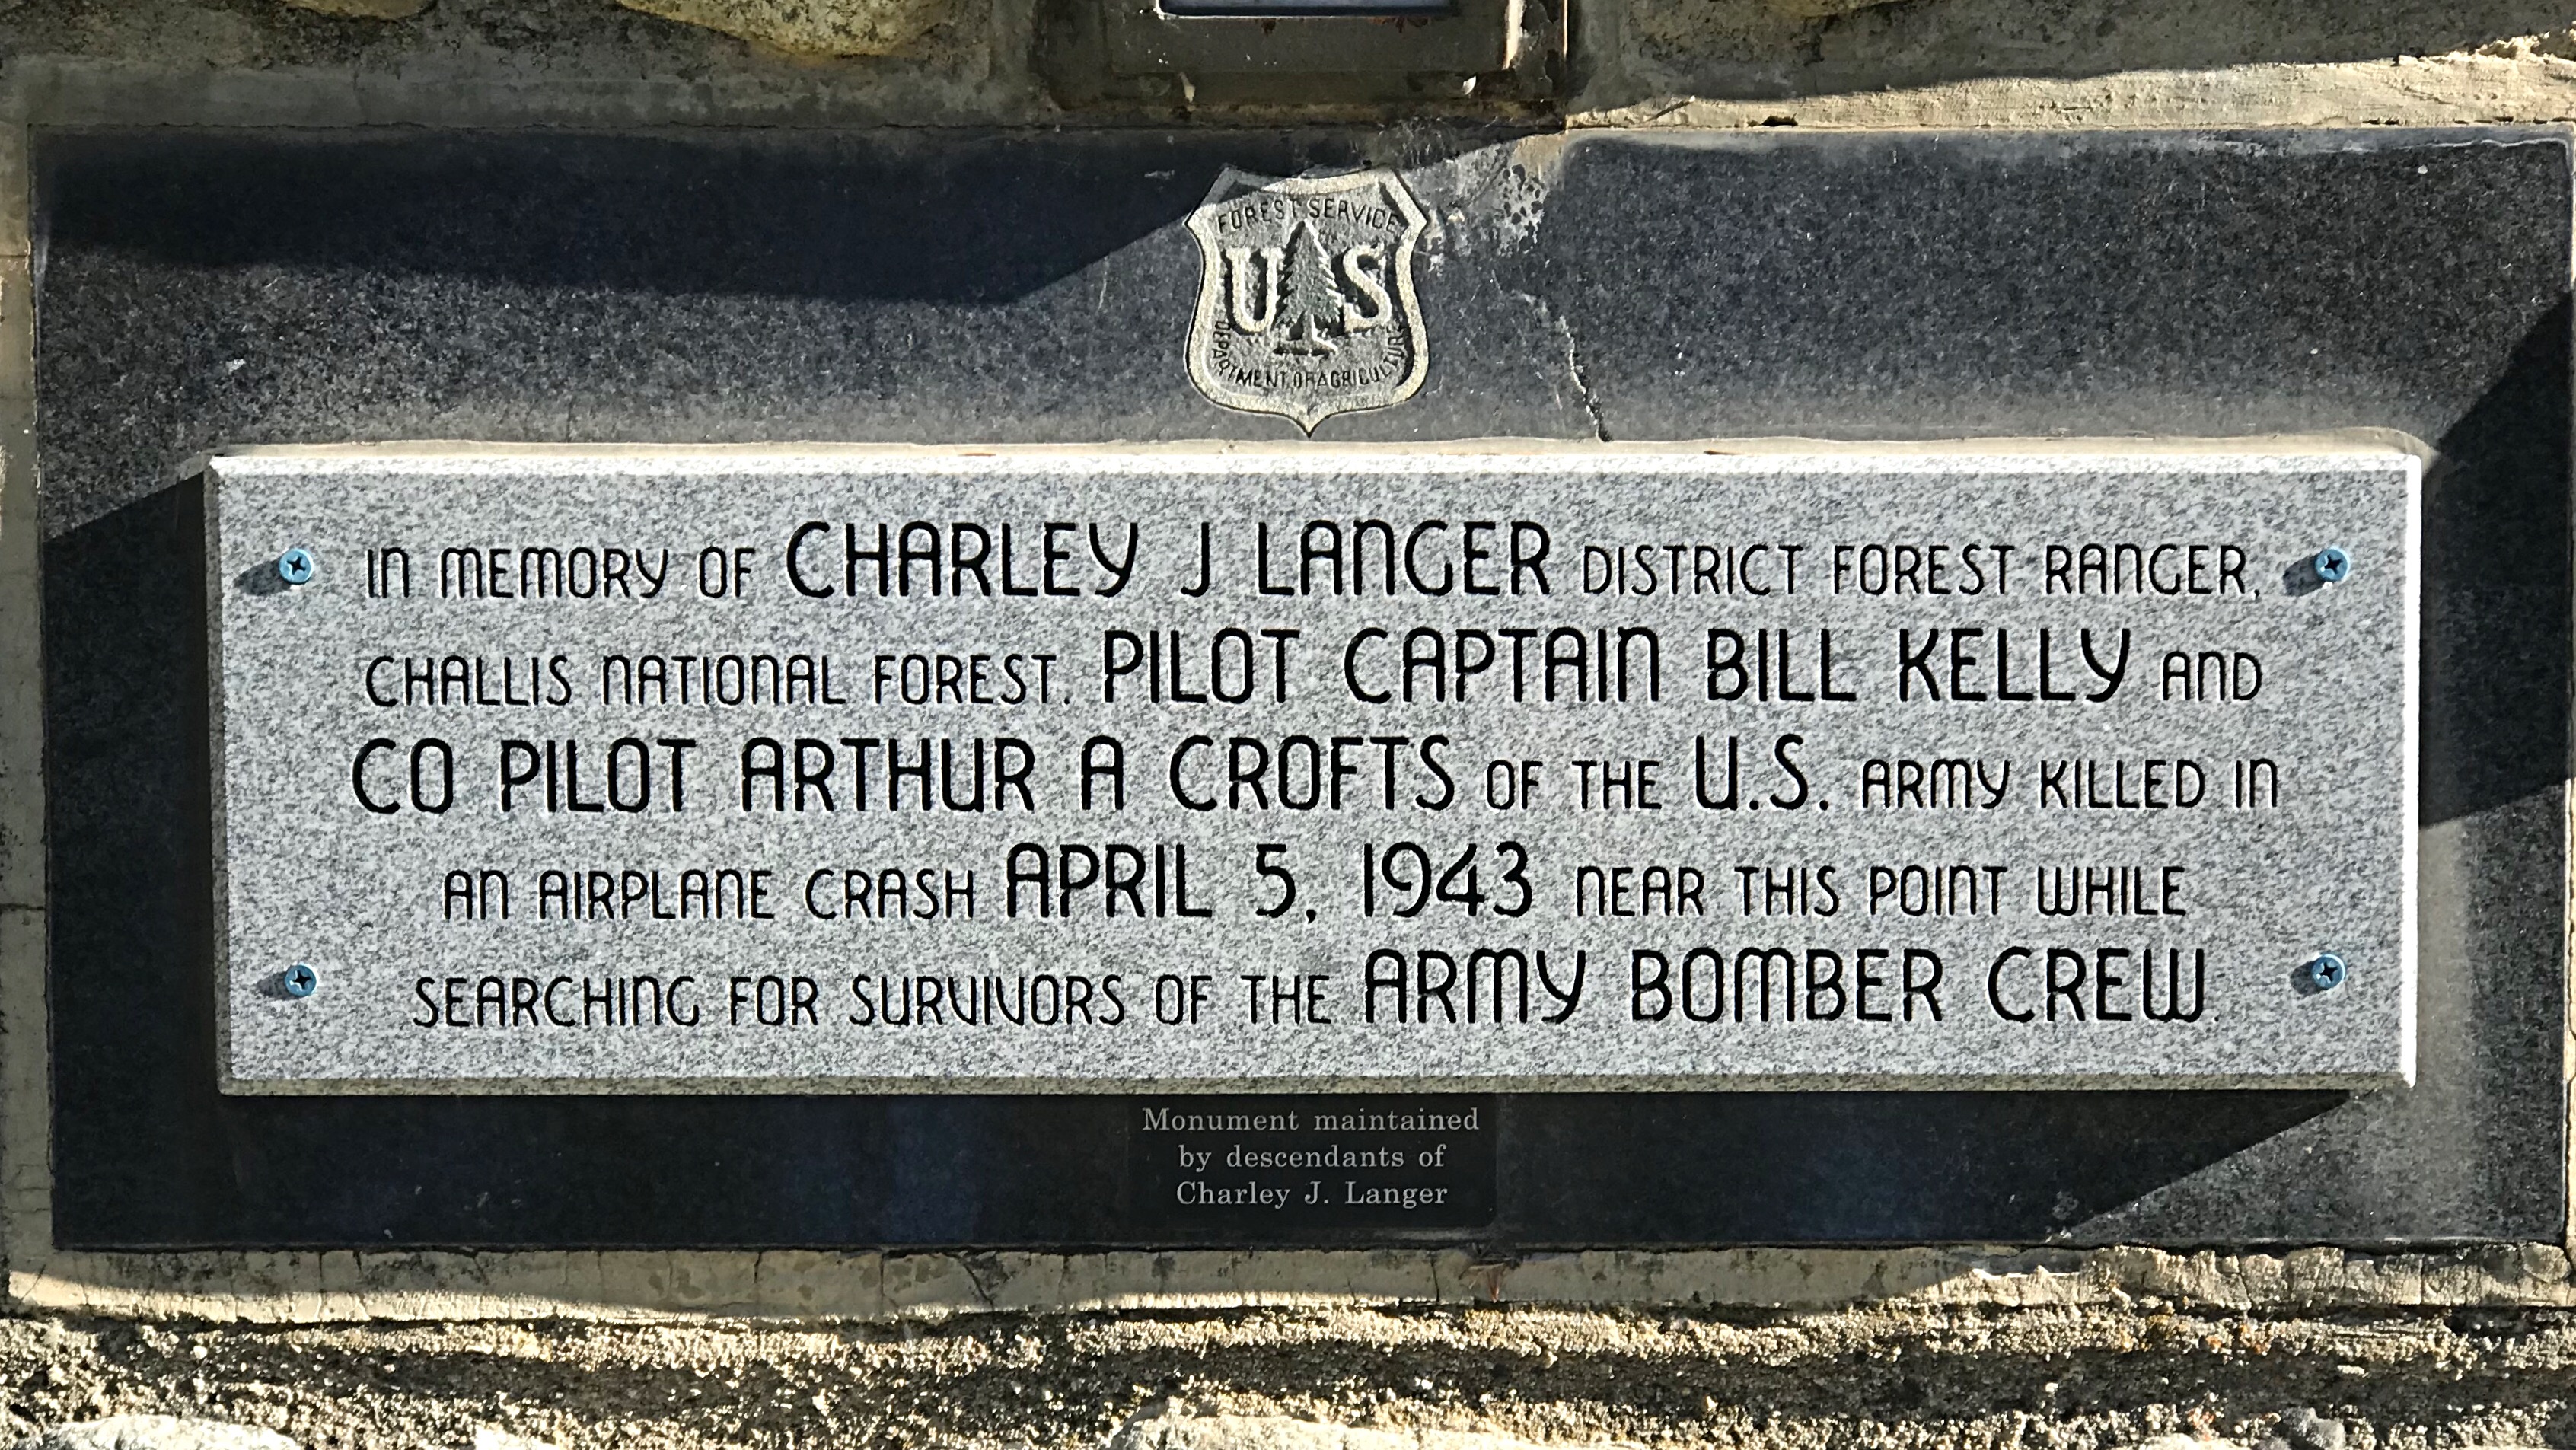 FOREST SERVICE
U S
DEPARTMENT OF AGRICULTURE
IN MEMORY OF CHARLEY J LANGER DISTRICT FOREST RANGER,
CHALLIS NATIONAL FOREST. PILOT CAPTAIN BILL KELLY AND
CO PILOT ARTHUR A CROFTS OF THE U.S. ARMY KILLED IN
AN AIRPLANE CRASH APRIL 5, 1943 NEAR THIS POINT WHILE
SEARCHING FOR SURVIVORS OF THE ARMY BOMBER CREW.
Monument maintained
by descendants of
Charley J. Langer